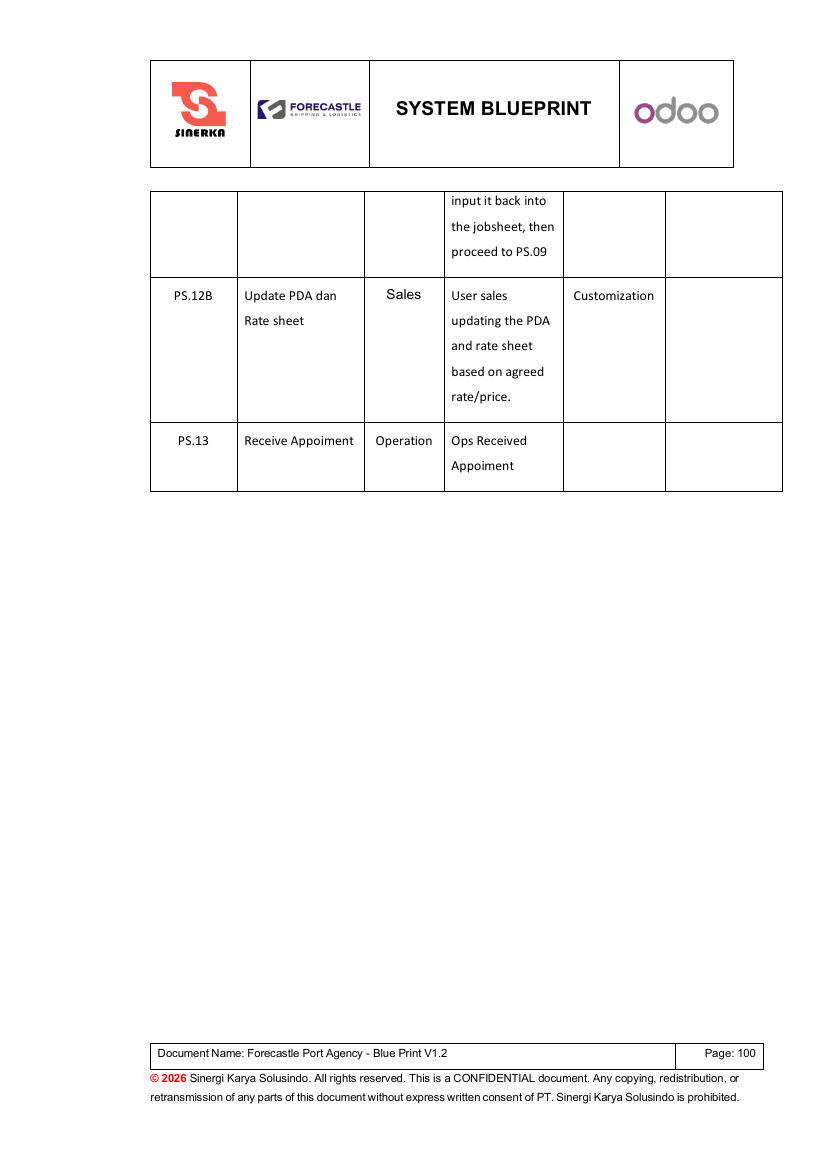 SINERKA
FORECASTLE
SHIPPING & LOGISTICS
SYSTEM BLUEPRINT
odoo
input it back into
the jobsheet, then
proceed to PS.09
PS.12B
Update PDA dan
Rate sheet
Sales
User sales
updating the PDA
and rate sheet
based on agreed
rate/price.
Customization
PS.13
Receive Appoiment
Operation
Ops Received
Appoiment
Document Name: Forecastle Port Agency - Blue Print V1.2
Page: 100
© 2026 Sinergi Karya Solusindo. All rights reserved. This is a CONFIDENTIAL document. Any copying, redistribution, or
retransmission of any parts of this document without express written consent of PT. Sinergi Karya Solusindo is prohibited.